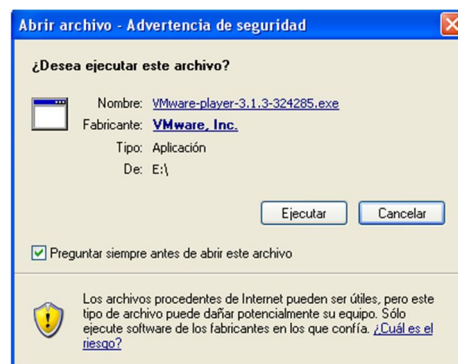 Abrir archivo - Advertencia de seguridad
¿Desea ejecutar este archivo?
Nombre: VMware-player-3.1.3-324285.exe
Fabricante: VMware, Inc.
Tipo: Aplicación
De: E:\
Ejecutar Cancelar
Preguntar siempre antes de abrir este archivo
Los archivos procedentes de Internet pueden ser útiles, pero este
tipo de archivo puede dañar potencialmente su equipo. Sólo
ejecute software de los fabricantes en los que confía. ¿Cuál es el
riesgo?